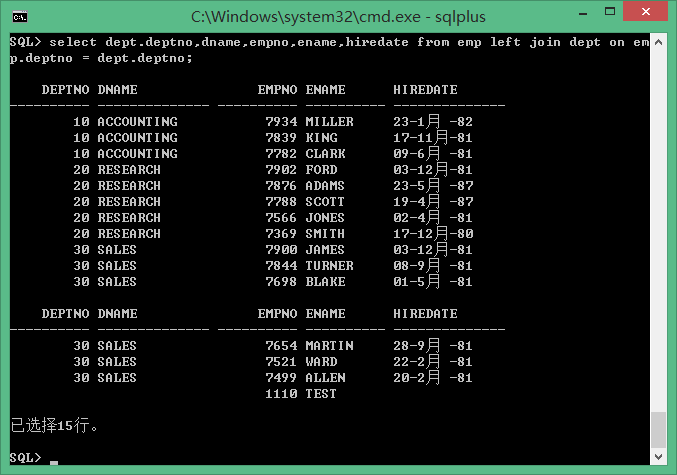 C:\Windows\system32\cmd.exe - sqlplus
SQL> select dept.deptno,dname,empno,ename,hiredate from emp left join dept on em
p.deptno = dept.deptno;
DEPTNO DNAME EMPNO ENAME HIREDATE
---------- -------------- ---------- ---------- --------------
10 ACCOUNTING 7934 MILLER 23-1月 -82
10 ACCOUNTING 7839 KING 17-11月-81
10 ACCOUNTING 7782 CLARK 09-6月 -81
20 RESEARCH 7902 FORD 03-12月-81
20 RESEARCH 7876 ADAMS 23-5月 -87
20 RESEARCH 7788 SCOTT 19-4月 -87
20 RESEARCH 7566 JONES 02-4月 -81
20 RESEARCH 7369 SMITH 17-12月-80
30 SALES 7900 JAMES 03-12月-81
30 SALES 7844 TURNER 08-9月 -81
30 SALES 7698 BLAKE 01-5月 -81
DEPTNO DNAME EMPNO ENAME HIREDATE
---------- -------------- ---------- ---------- --------------
30 SALES 7654 MARTIN 28-9月 -81
30 SALES 7521 WARD 22-2月 -81
30 SALES 7499 ALLEN 20-2月 -81
1110 TEST
已选择15行。
SQL> _